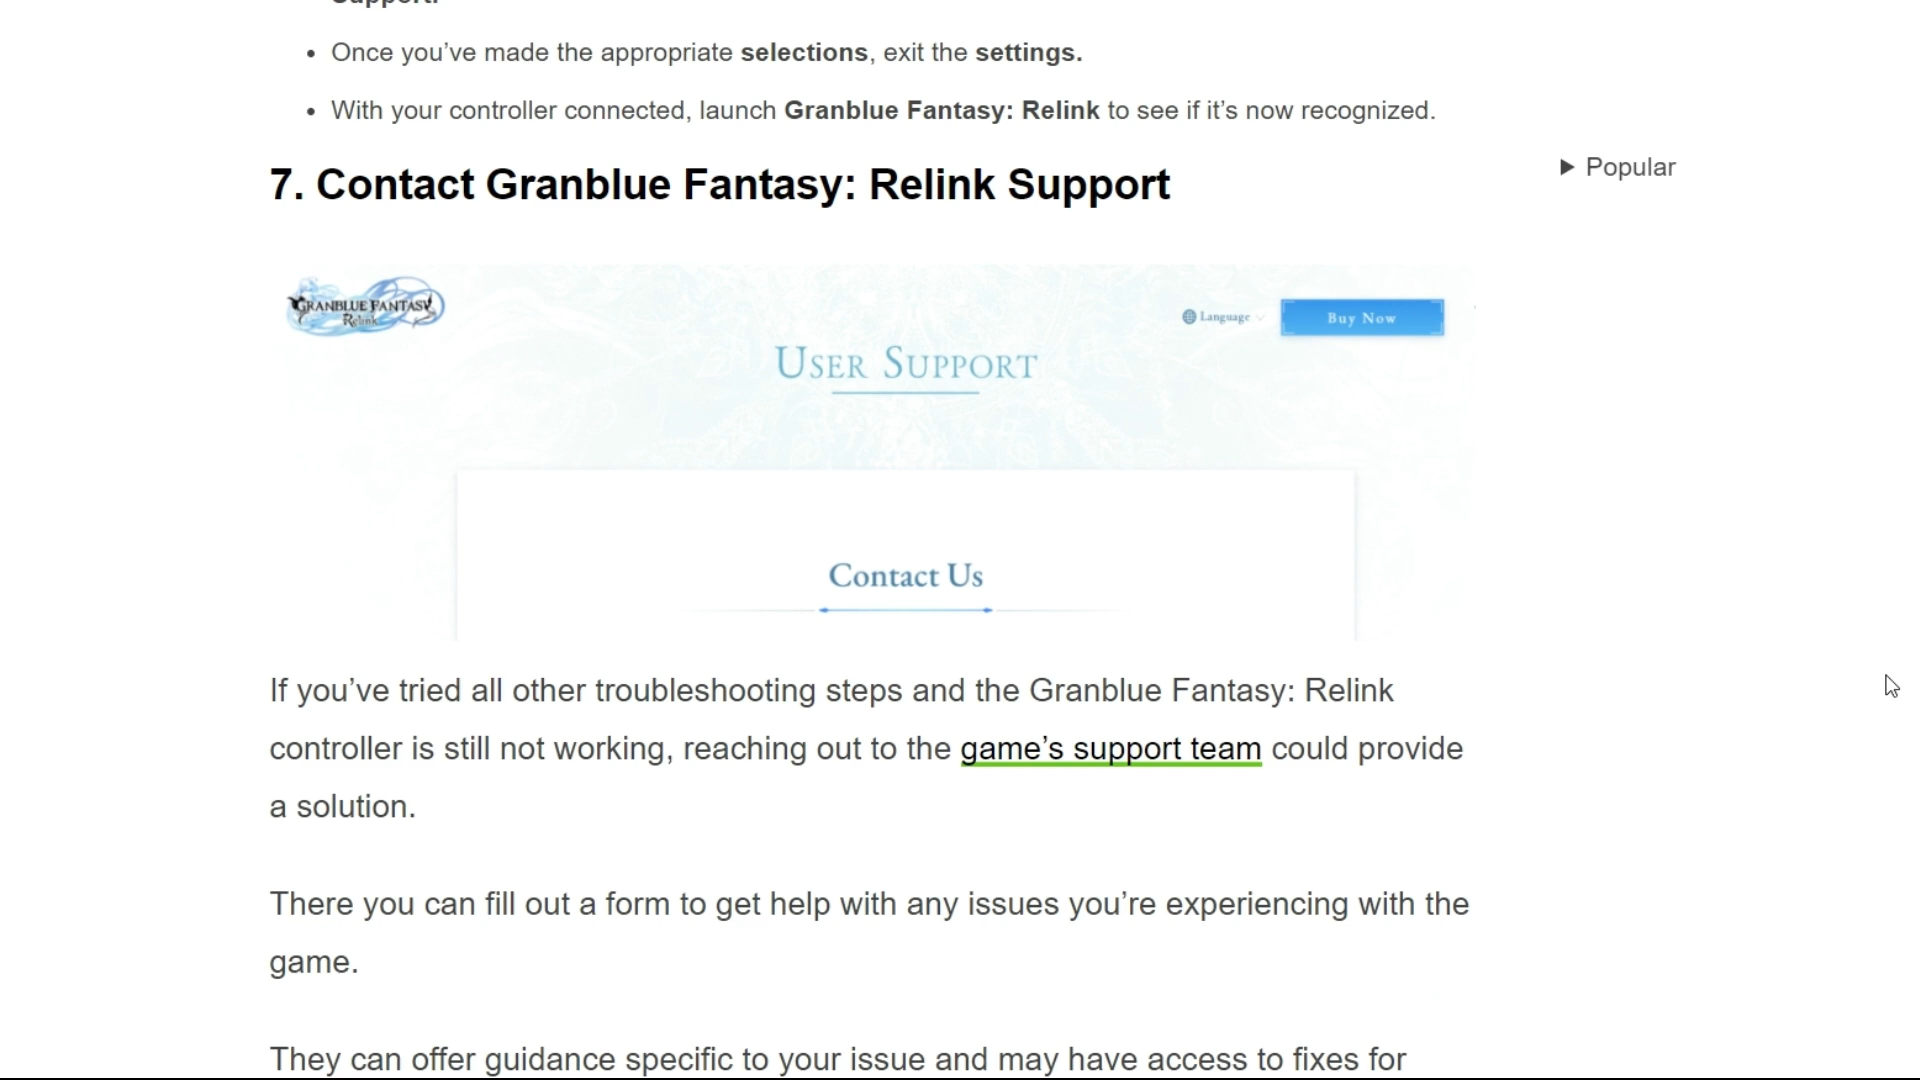 Support.
Once you’ve made the appropriate selections, exit the settings.
With your controller connected, launch Granblue Fantasy: Relink to see if it’s now recognized.
7. Contact Granblue Fantasy: Relink Support
Popular
GRANBLUE FANTASY
Relink
Language
Buy Now
USER SUPPORT
Contact Us
If you’ve tried all other troubleshooting steps and the Granblue Fantasy: Relink
controller is still not working, reaching out to the game’s support team could provide
a solution.
There you can fill out a form to get help with any issues you’re experiencing with the
game.
They can offer guidance specific to your issue and may have access to fixes for